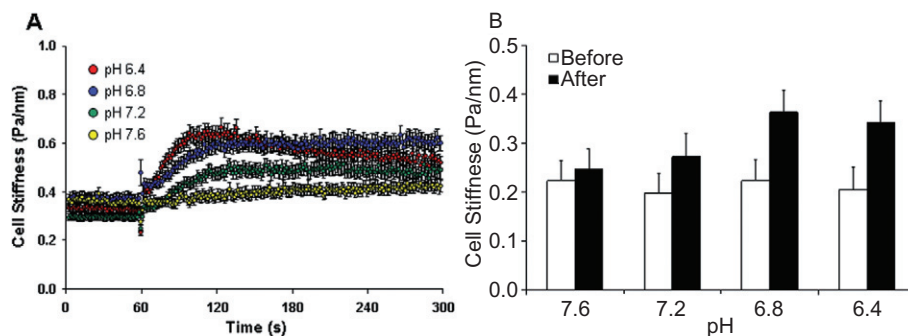 A
Cell Stiffness (Pa/nm)
1.0
0.8
0.6
0.4
0.2
0.0
pH 6.4
pH 6.8
pH 7.2
pH 7.6
0 60 120 180 240 300
Time (s)
B
Cell Stiffnese (Pa/nm)
0.5
0.4
0.3
0.2
0.1
0.0
Before
After
7.6 7.2 6.8 6.4
pH